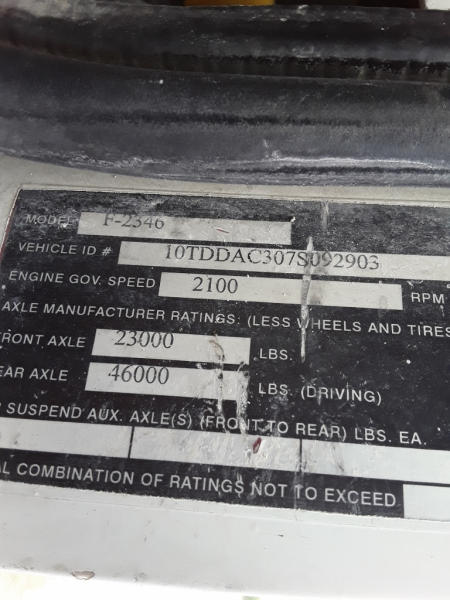 MODEL F-2346
VEHICLE ID # 10TDDAC307S092903
ENGINE GOV. SPEED 2100 RPM
AXLE MANUFACTURER RATINGS: (LESS WHEELS AND TIRES
FRONT AXLE 23000 LBS.
EAR AXLE 46000 LBS. (DRIVING)
SUSPEND AUX. AXLE(S) (FRONT TO REAR) LBS. EA.
AL COMBINATION OF RATINGS NOT TO EXCEED